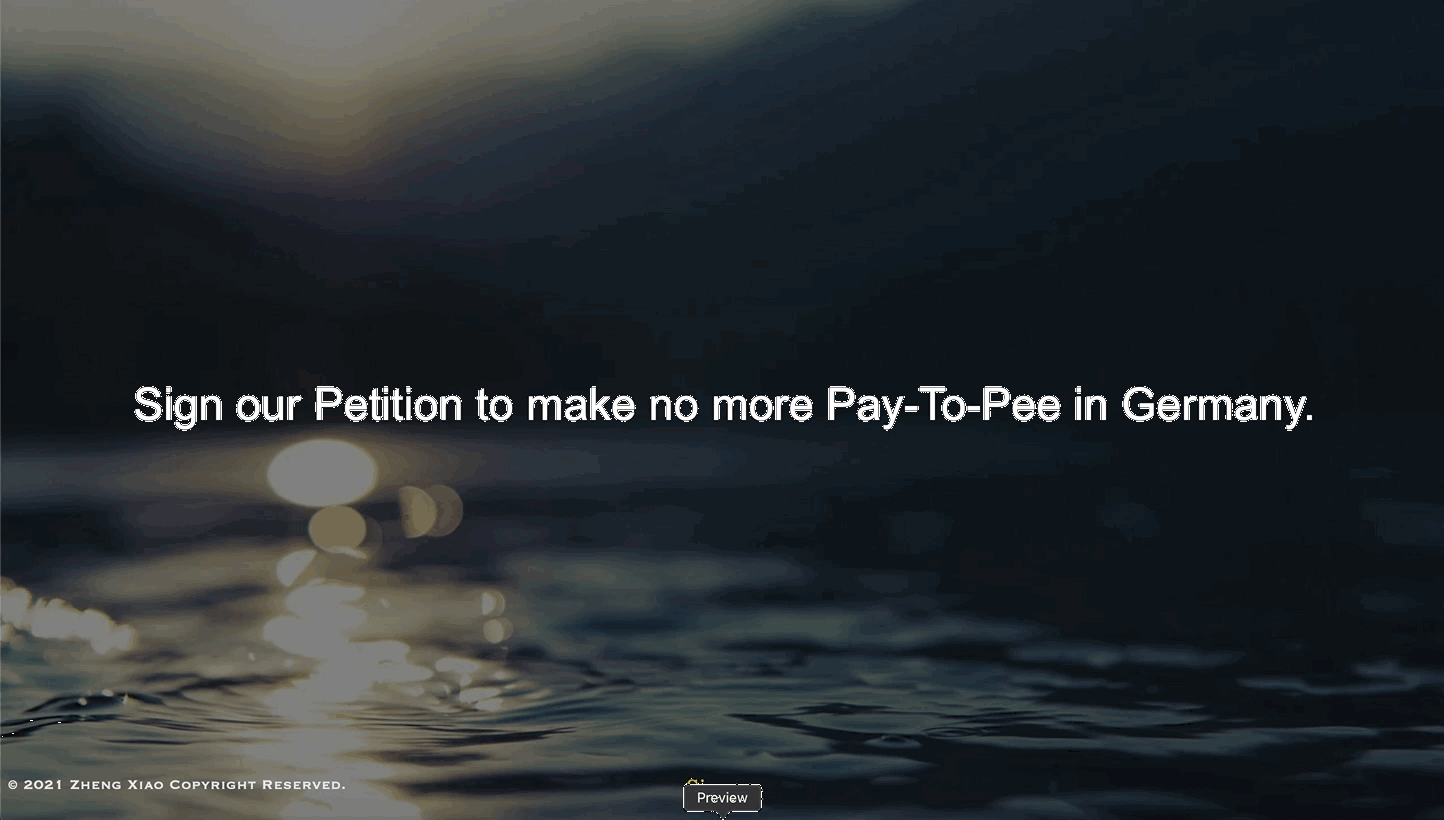 Sign our Petition to make no more Pay-To-Pee in Germany.
© 2021 Zheng Xiao Copyright Reserved.
Preview